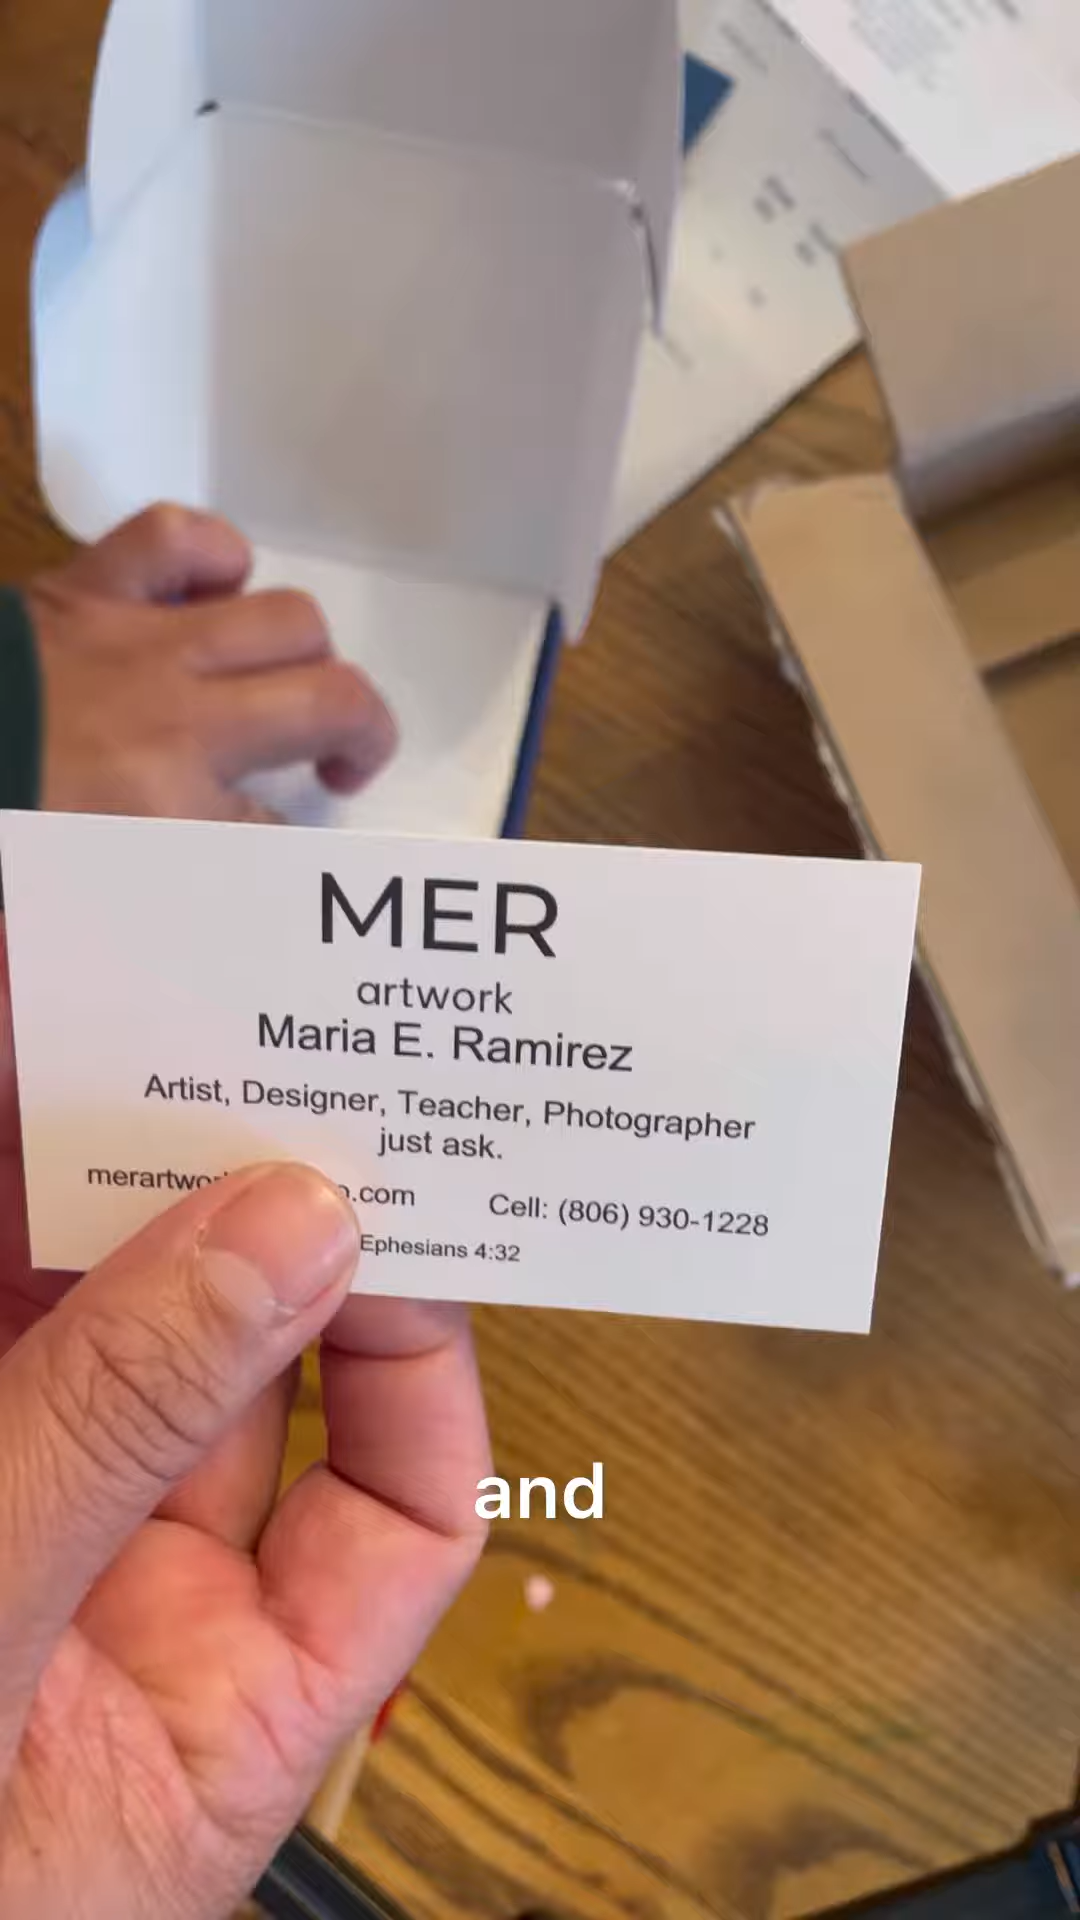 MER
artwork
Maria E. Ramirez
Artist, Designer, Teacher, Photographer
just ask.
.com Cell: (806) 930-1228
Ephesians 4:32
and